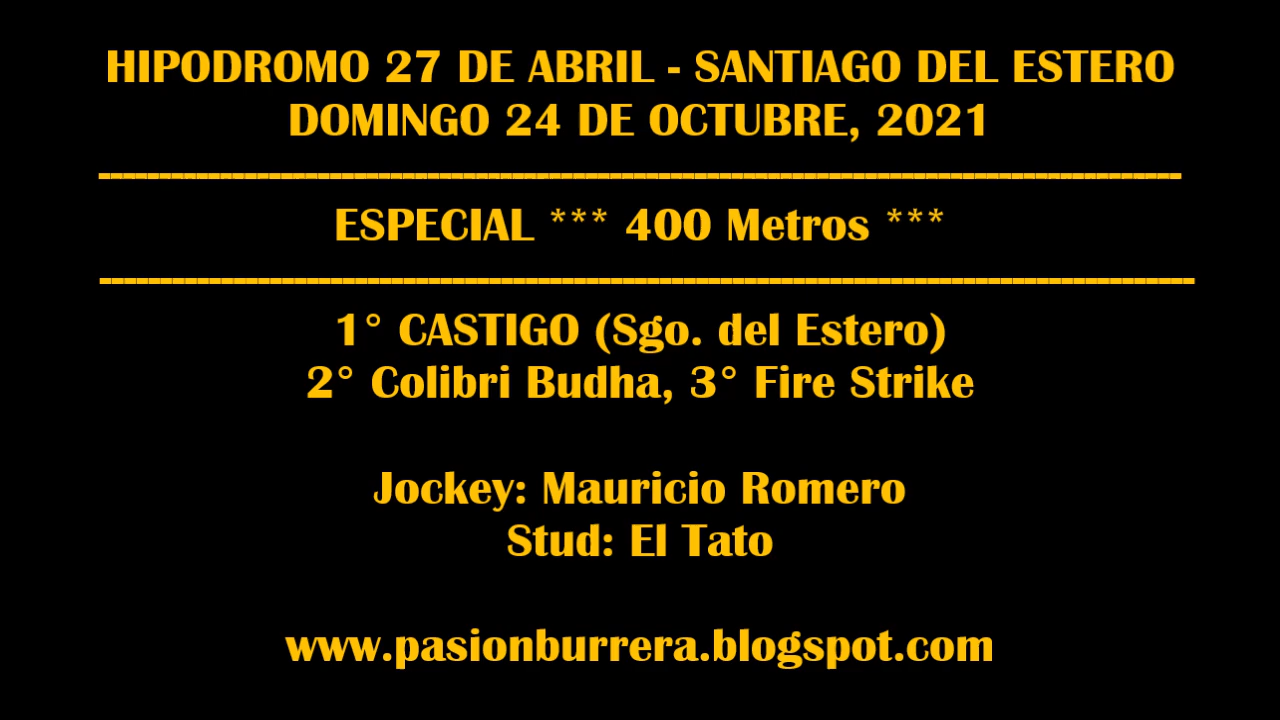 HIPODROMO 27 DE ABRIL - SANTIAGO DEL ESTERO
DOMINGO 24 DE OCTUBRE, 2021
ESPECIAL *** 400 Metros ***
1° CASTIGO (Sgo. del Estero)
2° Colibri Budha, 3° Fire Strike
Jockey: Mauricio Romero
Stud: El Tato
www.pasionburrera.blogspot.com